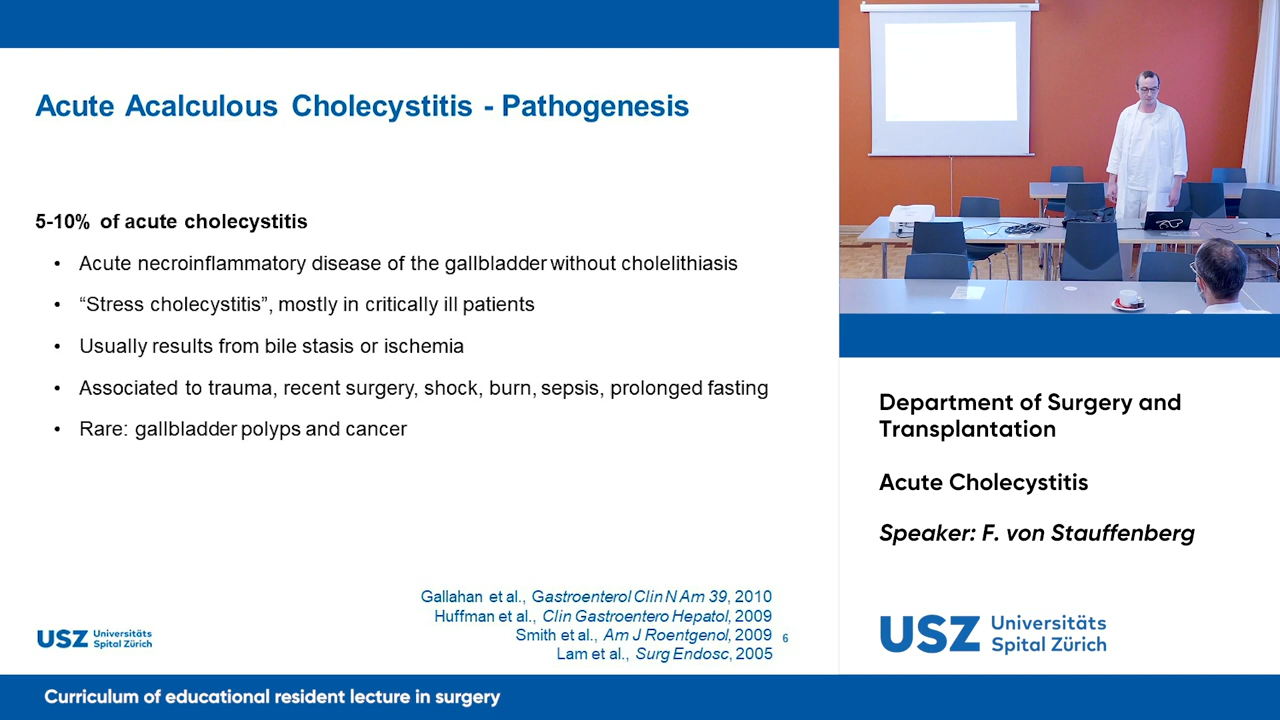 Acute Acalculous Cholecystitis - Pathogenesis
5-10% of acute cholecystitis
• Acute necroinflammatory disease of the gallbladder without cholelithiasis
• “Stress cholecystitis”, mostly in critically ill patients
• Usually results from bile stasis or ischemia
• Associated to trauma, recent surgery, shock, burn, sepsis, prolonged fasting
• Rare: gallbladder polyps and cancer
Gallahan et al., Gastroenterol Clin N Am 39, 2010
Huffman et al., Clin Gastroentero Hepatol, 2009
Smith et al., Am J Roentgenol, 2009
Lam et al., Surg Endosc, 2005
6
USZ Universitäts
Spital Zürich
Department of Surgery and
Transplantation
Acute Cholecystitis
Speaker: F. von Stauffenberg
USZ Universitäts
Spital Zürich
Curriculum of educational resident lecture in surgery